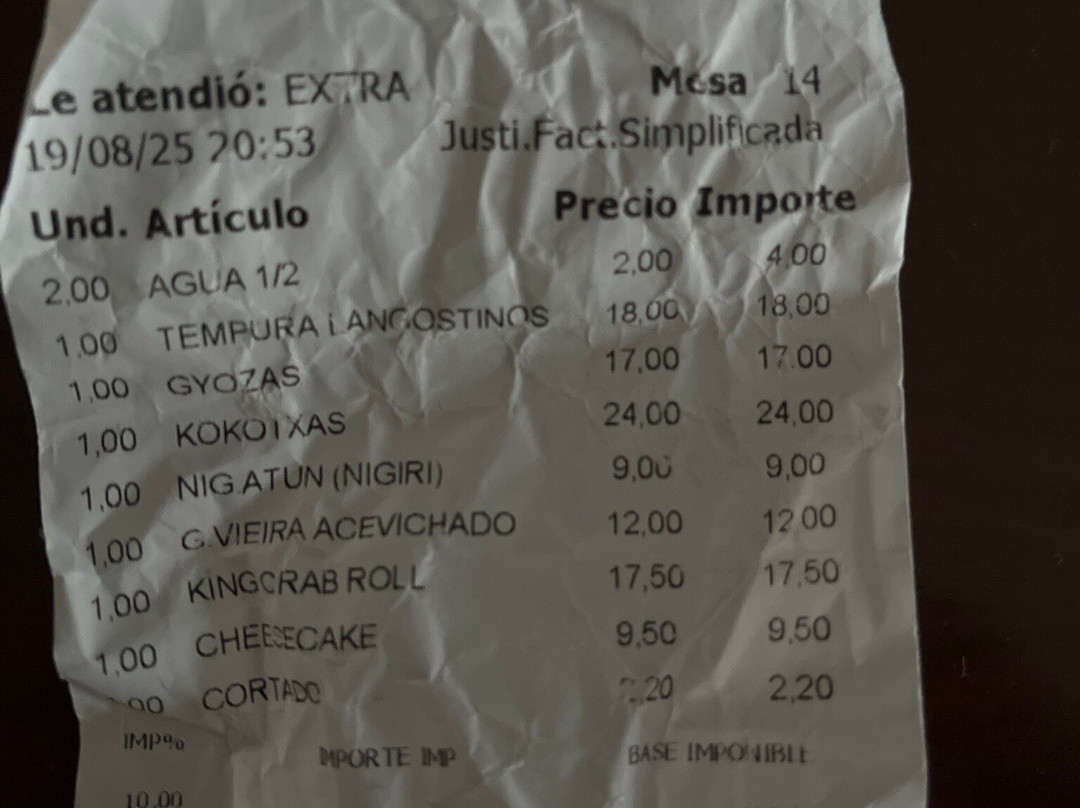 Le atendió: EXTRA Mesa 14
19/08/25 20:53 Justi.Fact.Simplificada
Und. Artículo Precio Importe
2,00 AGUA 1/2 2,00 4,00
1,00 TEMPURA LANGOSTINOS 18,00 18,00
1,00 GYOZAS 17,00 17,00
1,00 KOKOTXAS 24,00 24,00
1,00 NIG.ATUN (NIGIRI) 9,00 9,00
1,00 G.VIEIRA ACEVICHADO 12,00 12,00
1,00 KINGCRAB ROLL 17,50 17,50
1,00 CHEESECAKE 9,50 9,50
CORTADO 2,20 2,20
IMP% IMPORTE IMP BASE IMPONIBLE
10,00